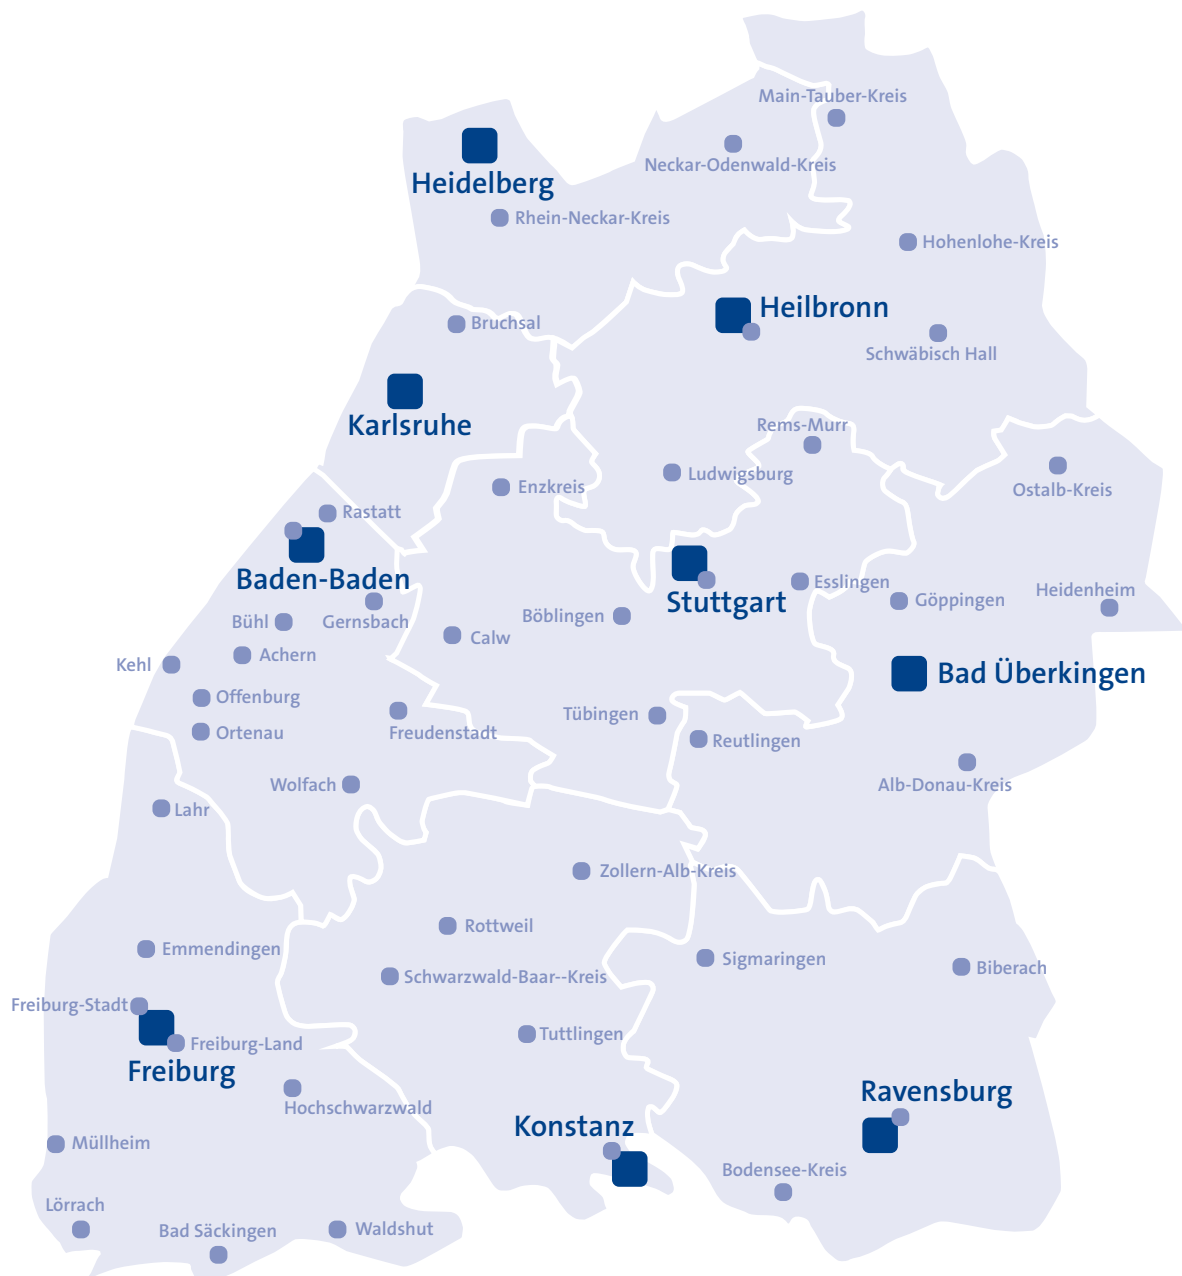 Main-Tauber-Kreis
Neckar-Odenwald-Kreis
Heidelberg
Rhein-Neckar-Kreis
Hohenlohe-Kreis
Heilbronn
Bruchsal
Schwäbisch Hall
Karlsruhe
Rems-Murr
Ludwigsburg
Enzkreis
Ostalb-Kreis
Rastatt
Baden-Baden
Esslingen
Heidenheim
Göppingen
Stuttgart
Böblingen
Bühl
Gernsbach
Calw
Achern
Kehl
Bad Überkingen
Offenburg
Tübingen
Ortenau
Freudenstadt
Reutlingen
Wolfach
Alb-Donau-Kreis
Lahr
Zollern-Alb-Kreis
Rottweil
Emmendingen
Sigmaringen
Biberach
Schwarzwald-Baar--Kreis
Freiburg-Stadt
Tuttlingen
Freiburg-Land
Freiburg
Ravensburg
Hochschwarzwald
Konstanz
Müllheim
Bodensee-Kreis
Lörrach
Bad Säckingen
Waldshut